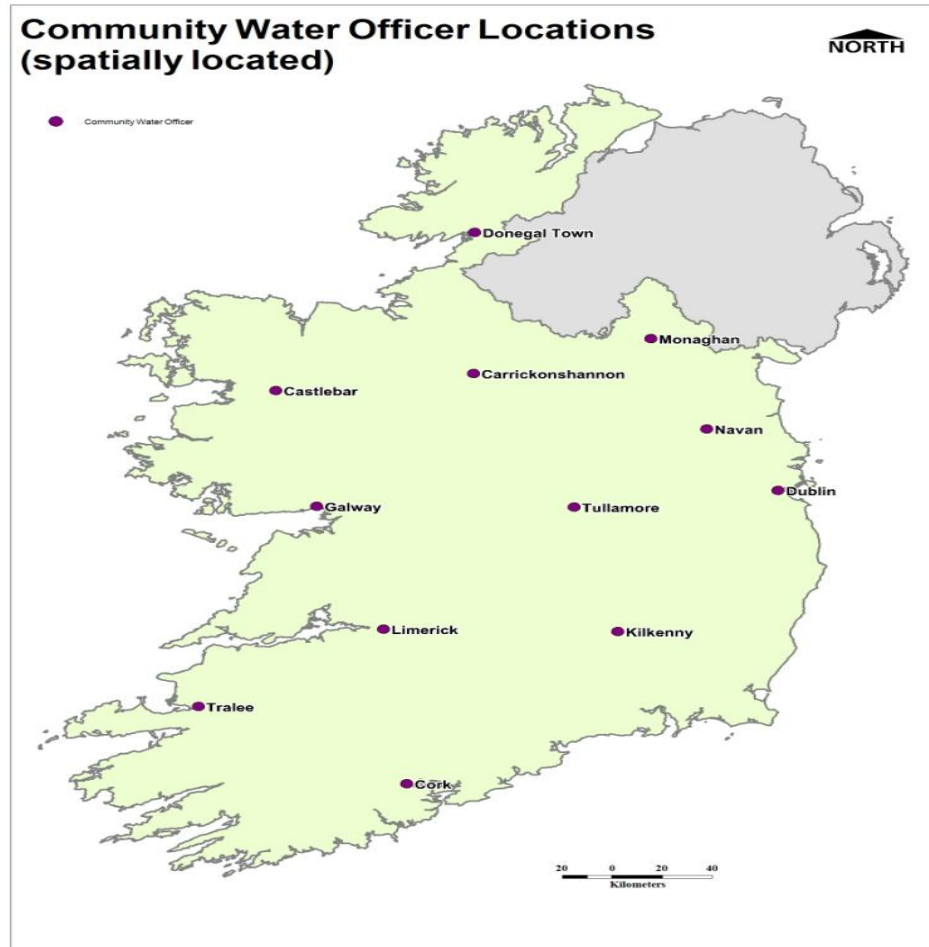 Community Water Officer Locations
(spatially located)
NORTH
Community Water Officer
Donegal Town
Monaghan
Carrickonshannon
Castlebar
Navan
Dublin
Galway
Tullamore
Limerick
Kilkenny
Tralee
Cork
20 0 20 40
Kilometers